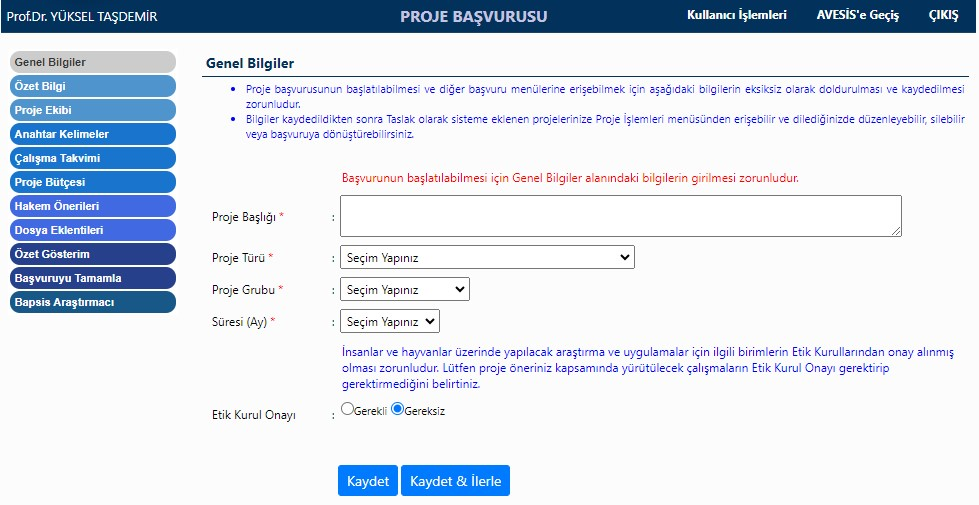 Prof.Dr. YÜKSEL TAŞDEMİR
PROJE BAŞVURUSU
Kullanıcı İşlemleri
AVESİS'e Geçiş
ÇIKIŞ
Genel Bilgiler
Özet Bilgi
Proje Ekibi
Anahtar Kelimeler
Çalışma Takvimi
Proje Bütçesi
Hakem Önerileri
Dosya Eklentileri
Özet Gösterim
Başvuruyu Tamamla
Bapsis Araştırmacı
Genel Bilgiler
• Proje başvurusunun başlatılabilmesi ve diğer başvuru menülerine erişebilmek için aşağıdaki bilgilerin eksiksiz olarak doldurulması ve kaydedilmesi
zorunludur.
• Bilgiler kaydedildikten sonra Taslak olarak sisteme eklenen projelerinize Proje İşlemleri menüsünden erişebilir ve dilediğinizde düzenleyebilir, silebilir
veya başvuruya dönüştürebilirsiniz.
Başvurunun başlatılabilmesi için Genel Bilgiler alanındaki bilgilerin girilmesi zorunludur.
Proje Başlığı * :
Proje Türü * : Seçim Yapınız
Proje Grubu * : Seçim Yapınız
Süresi (Ay) * : Seçim Yapınız
İnsanlar ve hayvanlar üzerinde yapılacak araştırma ve uygulamalar için ilgili birimlerin Etik Kurullarından onay alınmış
olması zorunludur. Lütfen proje öneriniz kapsamında yürütülecek çalışmaların Etik Kurul Onayı gerektirip
gerektirmediğini belirtiniz.
Etik Kurul Onayı : Gerekli Gereksiz
Kaydet
Kaydet & İlerle